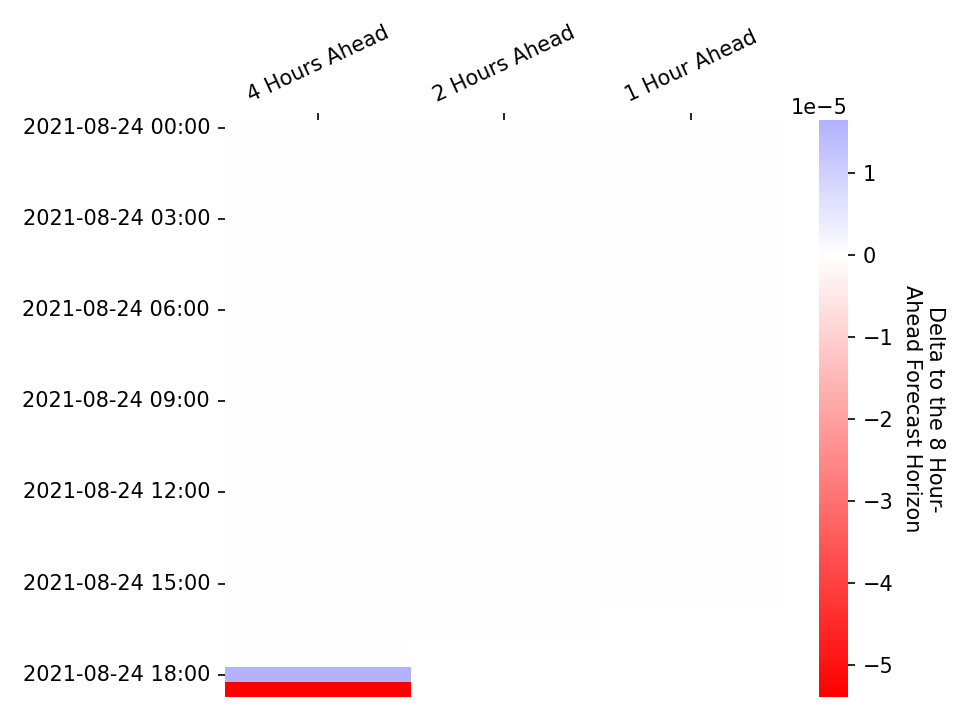 4 Hours Ahead
2 Hours Ahead
1 Hour Ahead
1e−5
2021-08-24 00:00
2021-08-24 03:00
2021-08-24 06:00
2021-08-24 09:00
2021-08-24 12:00
2021-08-24 15:00
2021-08-24 18:00
1
0
−1
−2
−3
−4
−5
Delta to the 8 Hour-
Ahead Forecast Horizon